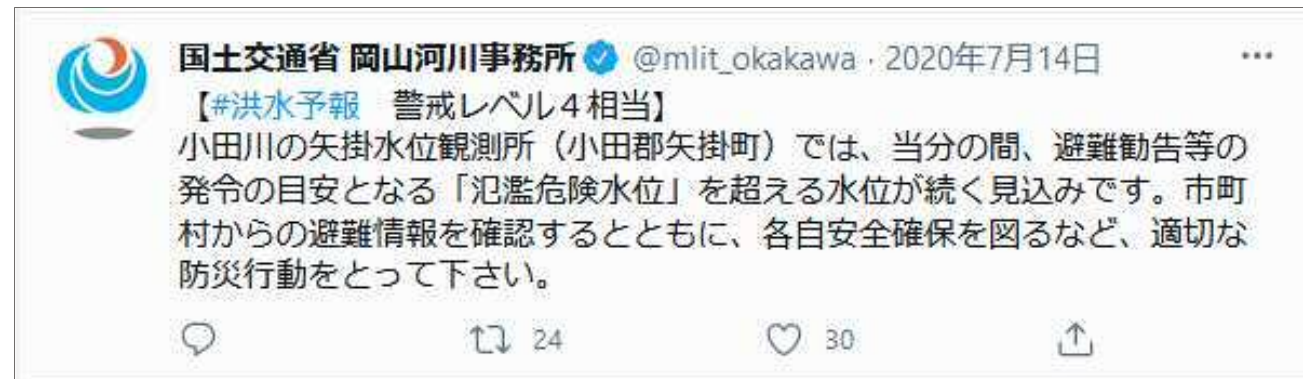 国土交通省 岡山河川事務所 @mlit_okakawa · 2020年7月14日
【#洪水予報　警戒レベル４相当】
小田川の矢掛水位観測所（小田郡矢掛町）では、当分の間、避難勧告等の
発令の目安となる「氾濫危険水位」を超える水位が続く見込みです。市町
村からの避難情報を確認するとともに、各自安全確保を図るなど、適切な
防災行動をとって下さい。
24 30